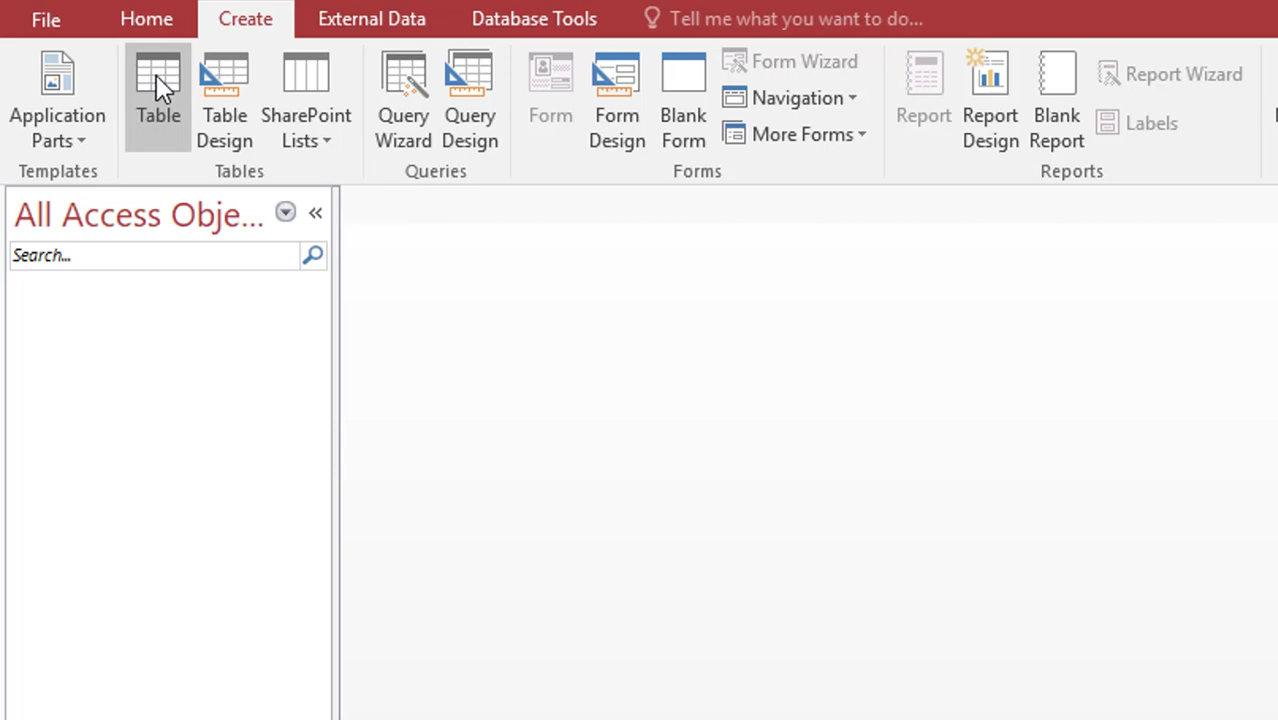 File Home Create External Data Database Tools Tell me what you want to do...
Application Parts
Table
Table Design
SharePoint Lists
Query Wizard
Query Design
Form
Form Design
Blank Form
Form Wizard
Navigation
More Forms
Report
Report Design
Blank Report
Report Wizard
Labels
Templates Tables Queries Forms Reports
All Access Obje...
Search...